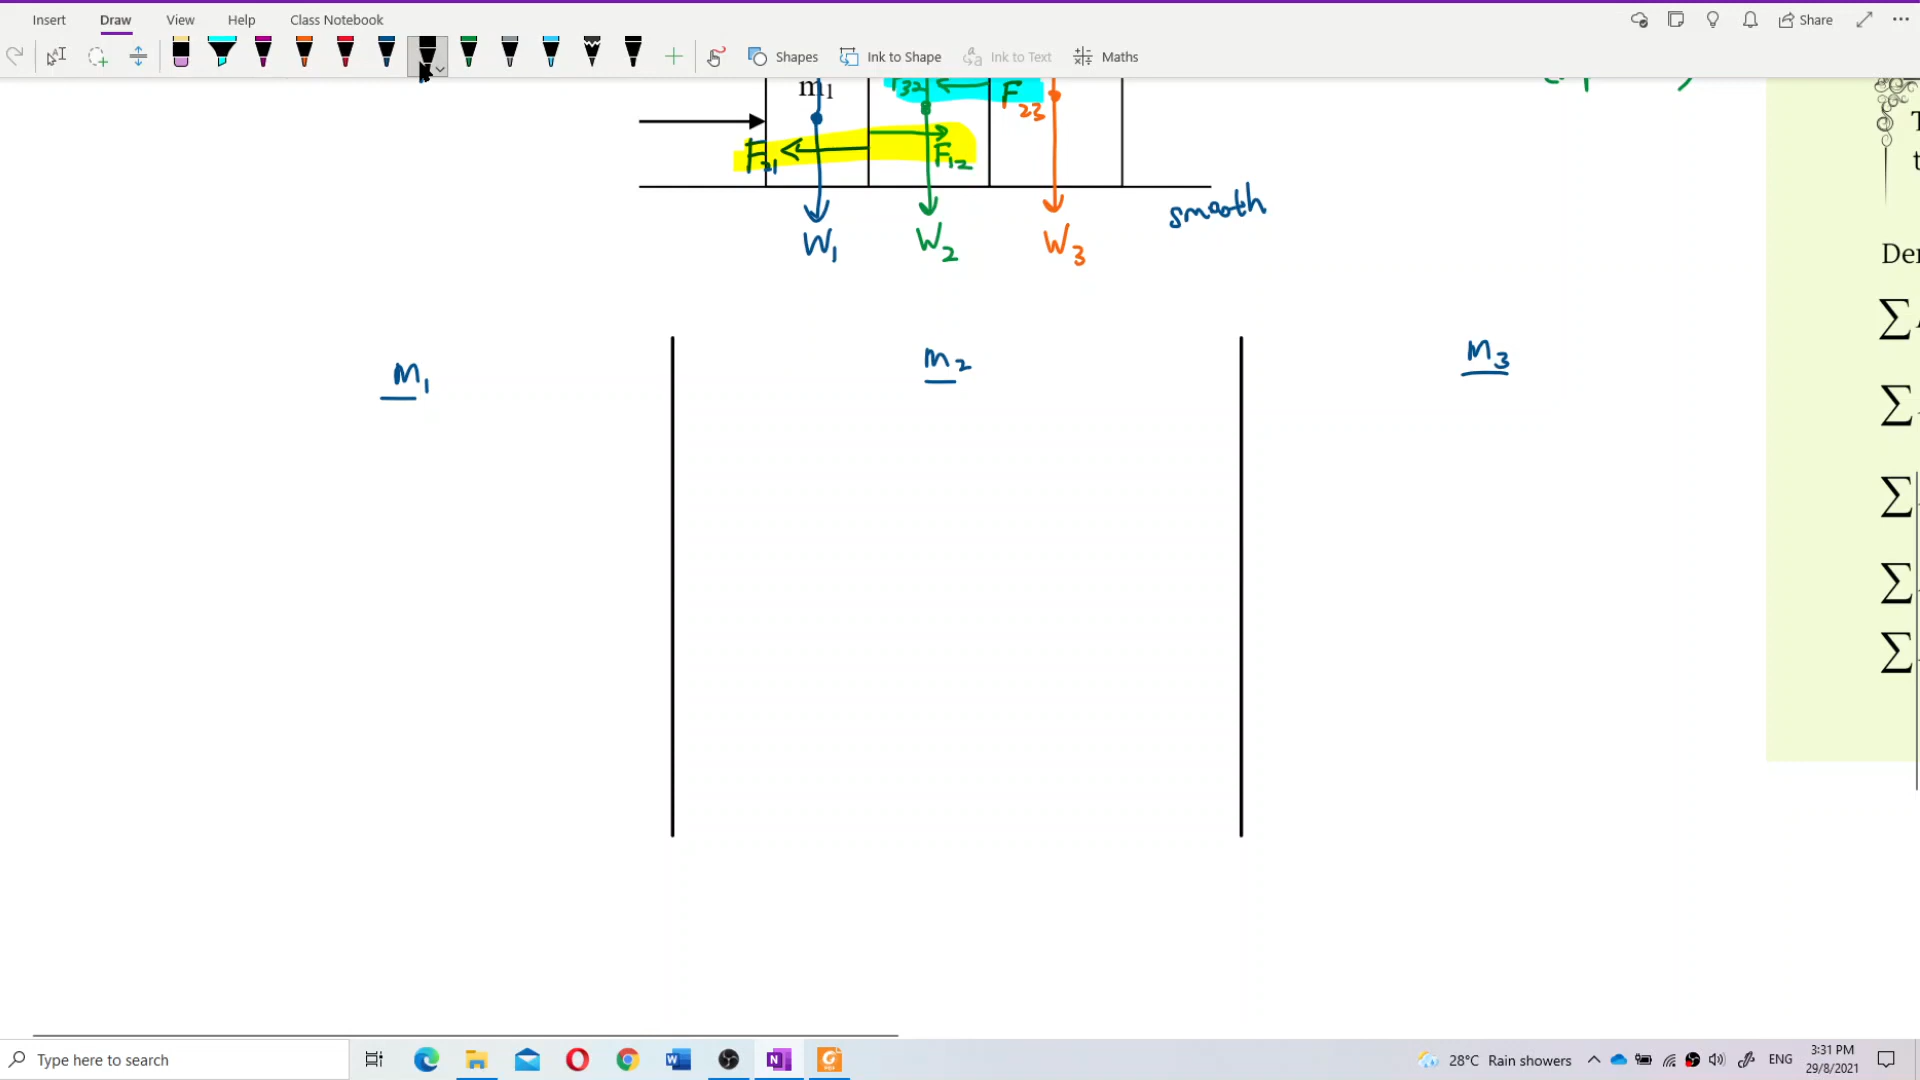 Insert Draw View Help Class Notebook Share
Shapes Ink to Shape Ink to Text Maths
m1
F32
F
23
F21
F12
smooth
W1 W2 W3
T
t
Der
m1 m2 m3
Σ
Σ
Σ
Σ
Σ
Type here to search
28°C Rain showers
ENG
3:31 PM
29/8/2021